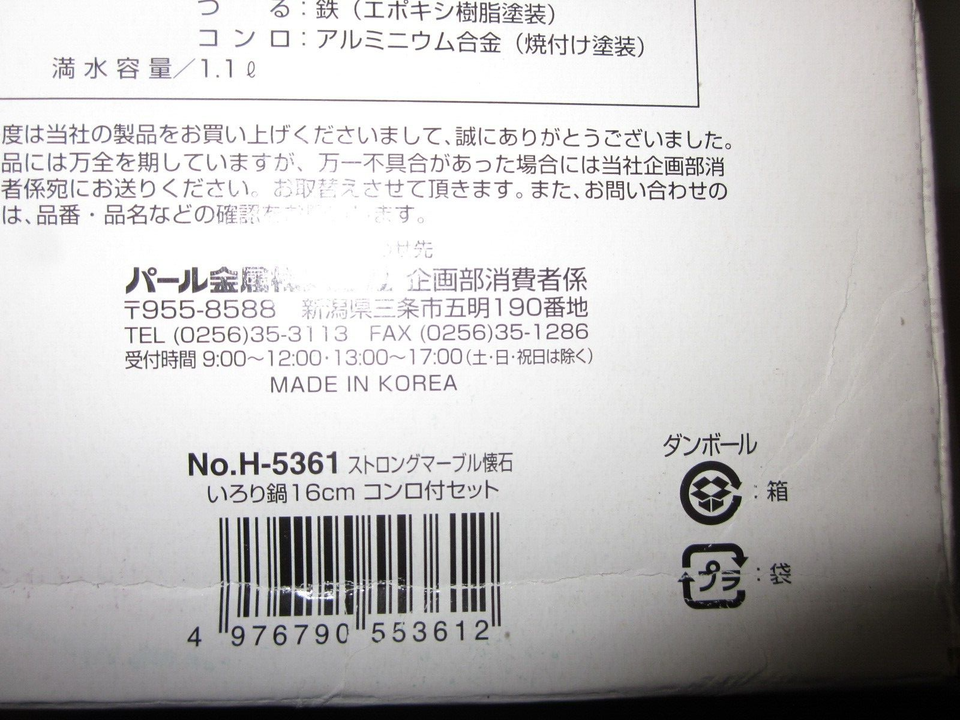 つる：鉄（エポキシ樹脂塗装）
コンロ：アルミニウム合金（焼付け塗装）
満水容量／1.1ℓ
度は当社の製品をお買い上げくださいまして、誠にありがとうございました。
品には万全を期していますが、万一不具合があった場合には当社企画部消
者係宛にお送りください。お取替えさせて頂きます。また、お問い合わせの
は、品番・品名などの確認を ます。
せ先
パール金属 企画部消費者係
〒955-8588 新潟県三条市五明190番地
TEL (0256)35-3113 FAX (0256)35-1286
受付時間 9:00〜12:00・13:00〜17:00（土・日・祝日は除く）
MADE IN KOREA
No.H-5361 ストロングマーブル懐石
いろり鍋16cm コンロ付セット
4 976790 553612
ダンボール
：箱
プラ：袋